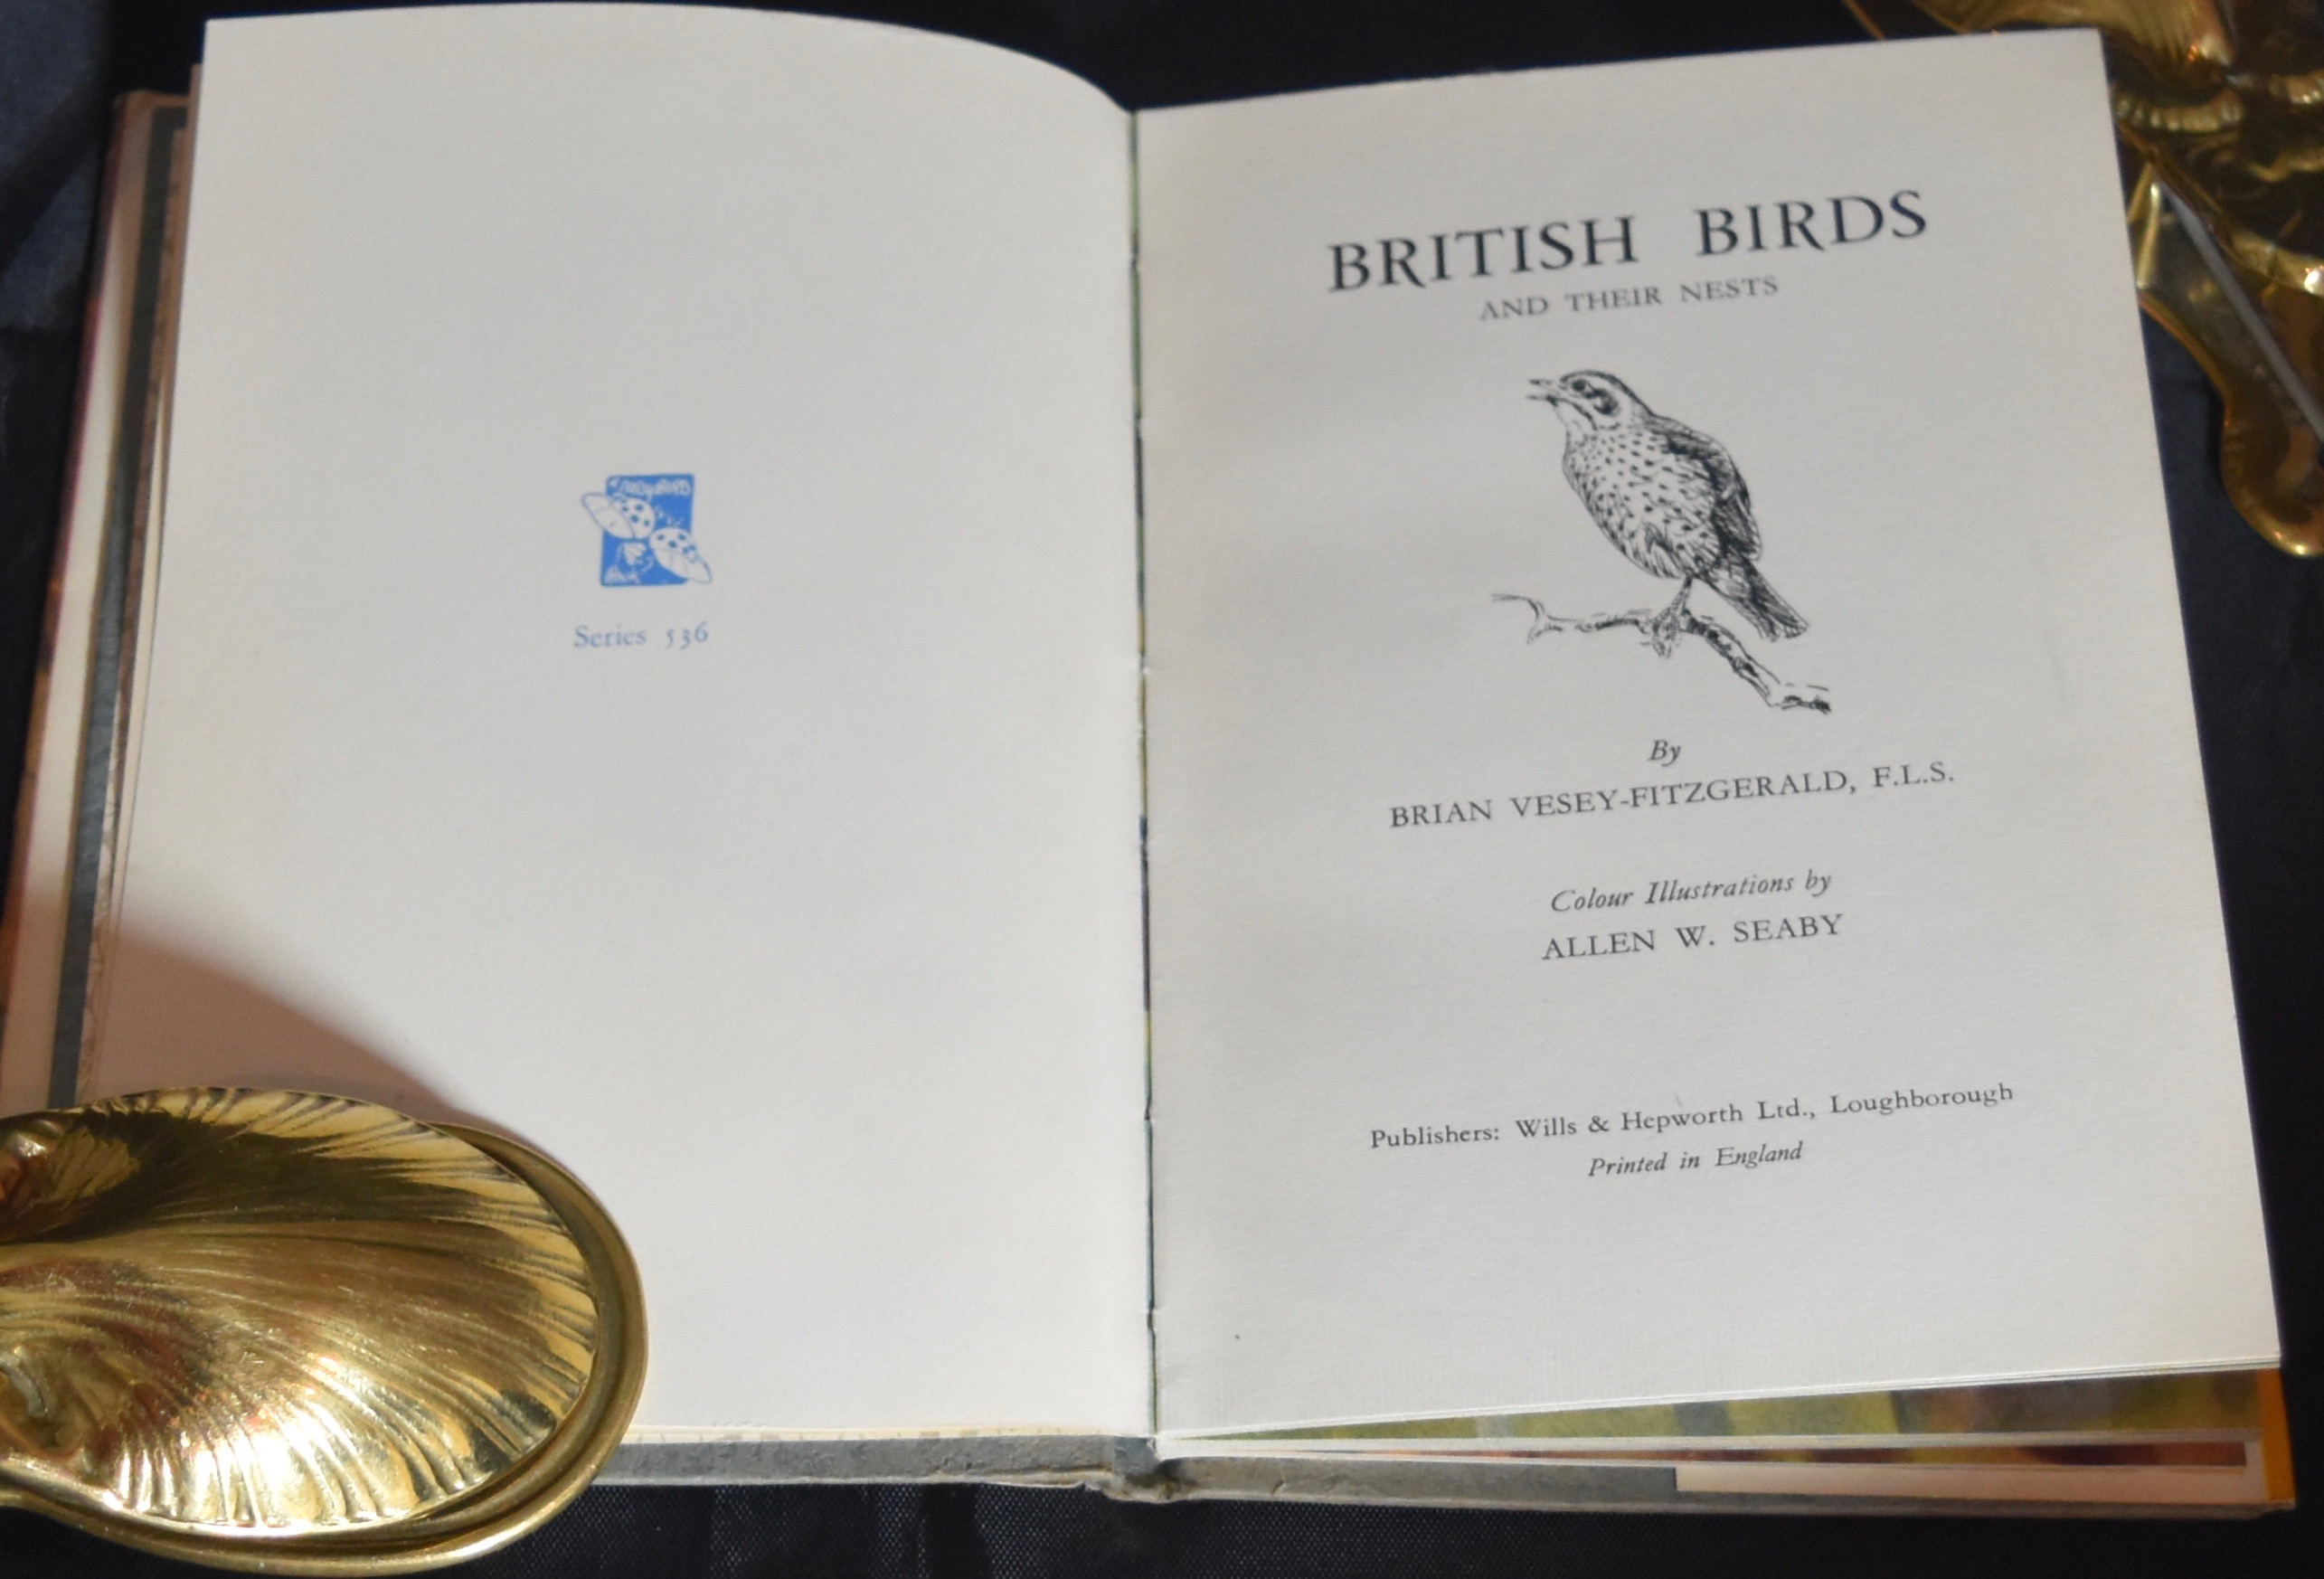 Series 536
BRITISH BIRDS
AND THEIR NESTS
By
BRIAN VESEY-FITZGERALD, F.L.S.
Colour Illustrations by
ALLEN W. SEABY
Publishers: Wills & Hepworth Ltd., Loughborough
Printed in England